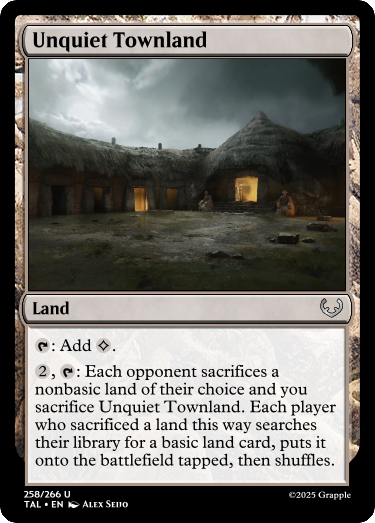 Unquiet Townland
Land
: Add .
2, : Each opponent sacrifices a
nonbasic land of their choice and you
sacrifice Unquiet Townland. Each player
who sacrificed a land this way searches
their library for a basic land card, puts it
onto the battlefield tapped, then shuffles.
258/266 U
TAL • EN Alex Seijo
©2025 Grapple